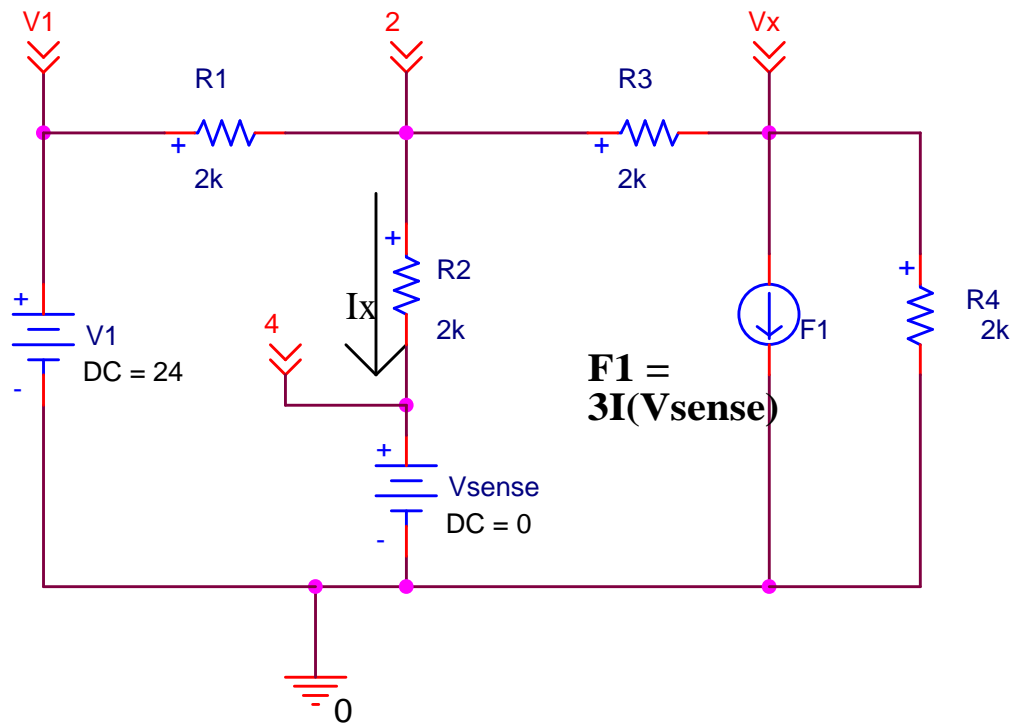 V1
2
Vx
R1
R3
+
+
2k
2k
+
R2
+
Ix
2k
4
+
V1
DC = 24
-
F1
R4
2k
F1 =
3I(Vsense)
+
Vsense
DC = 0
-
0